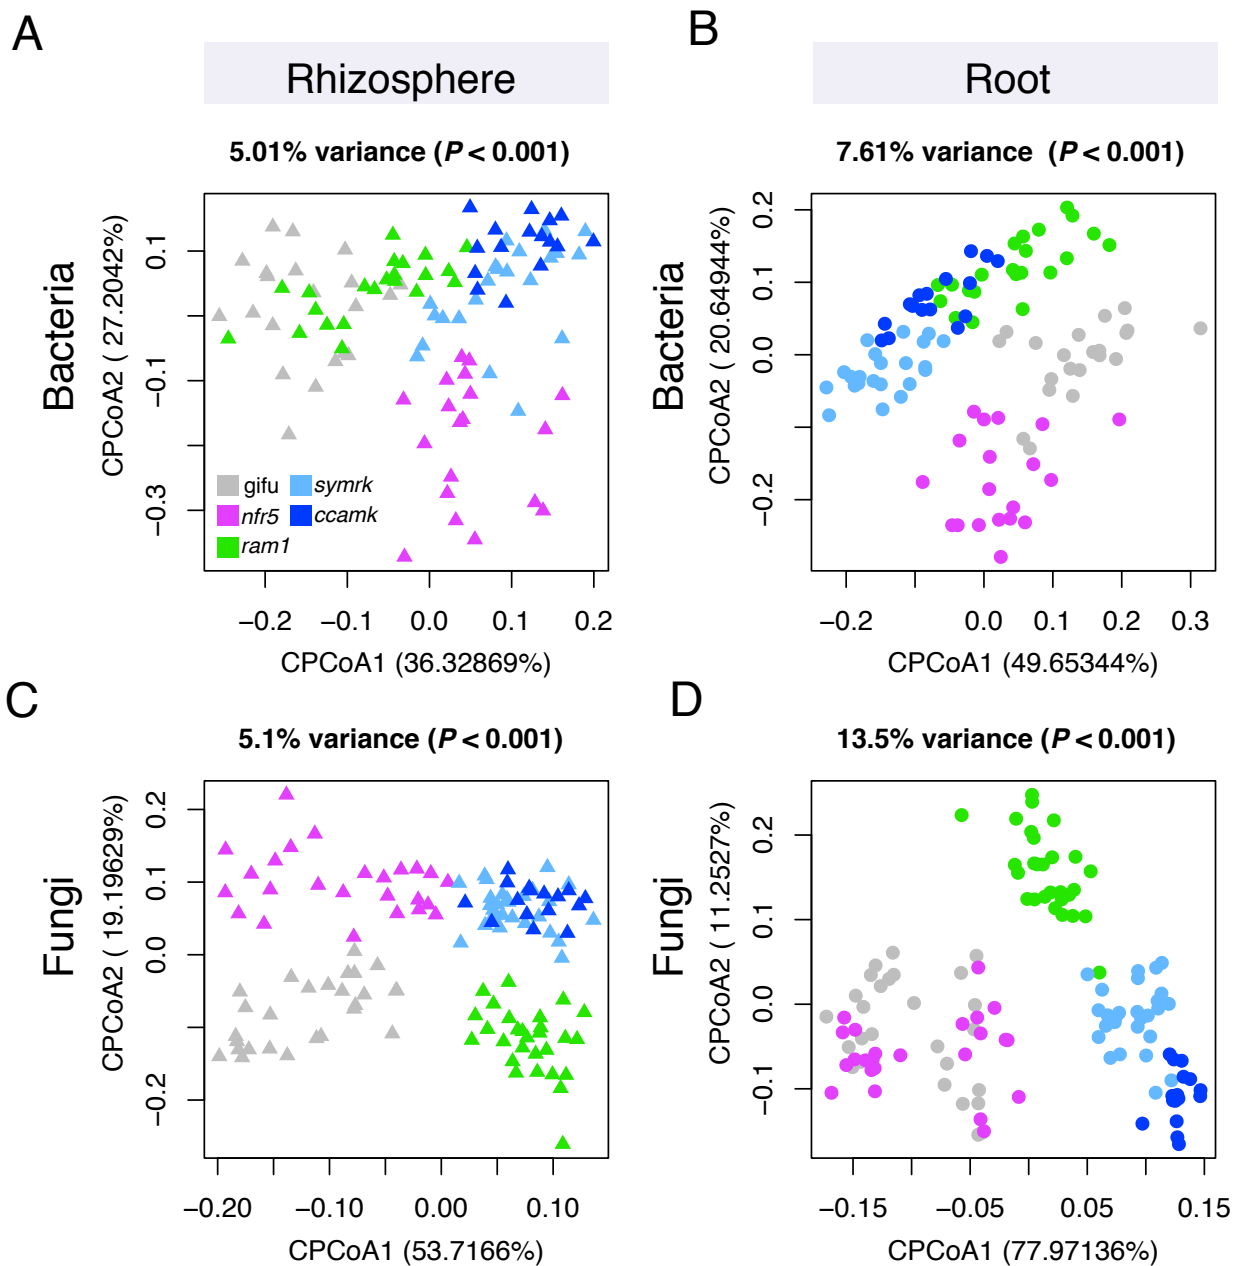 A
B
Rhizosphere
Root
5.01% variance (P < 0.001)
7.61% variance (P < 0.001)
Bacteria
CPCoA2 ( 27.2042%)
0.1
−0.1
−0.3
gifu
symrk
nfr5
ccamk
ram1
−0.2
−0.1
0.0
0.1
0.2
CPCoA1 (36.32869%)
Bacteria
CPCoA2 ( 20.64944%)
0.2
0.1
0.0
−0.2
−0.2
0.0
0.1
0.2
0.3
CPCoA1 (49.65344%)
C
D
5.1% variance (P < 0.001)
13.5% variance (P < 0.001)
Fungi
CPCoA2 ( 19.19629%)
0.2
0.1
0.0
−0.2
−0.20
−0.10
0.00
0.10
CPCoA1 (53.7166%)
Fungi
CPCoA2 ( 11.2527%)
0.2
0.1
0.0
−0.1
−0.15
−0.05
0.05
0.15
CPCoA1 (77.97136%)